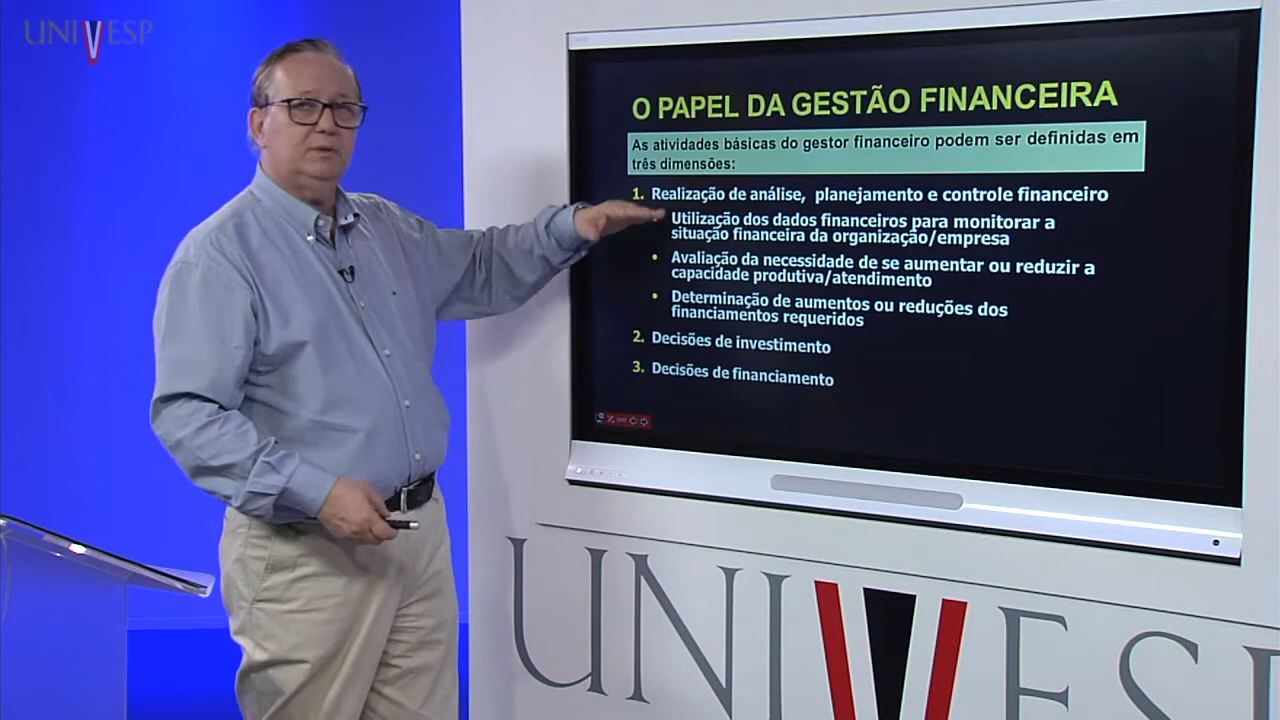 UNIVESP
O PAPEL DA GESTÃO FINANCEIRA
As atividades básicas do gestor financeiro podem ser definidas em
três dimensões:
1. Realização de análise, planejamento e controle financeiro
Utilização dos dados financeiros para monitorar a
situação financeira da organização/empresa
• Avaliação da necessidade de se aumentar ou reduzir a
capacidade produtiva/atendimento
• Determinação de aumentos ou reduções dos
financiamentos requeridos
2. Decisões de investimento
3. Decisões de financiamento
UNIVESP